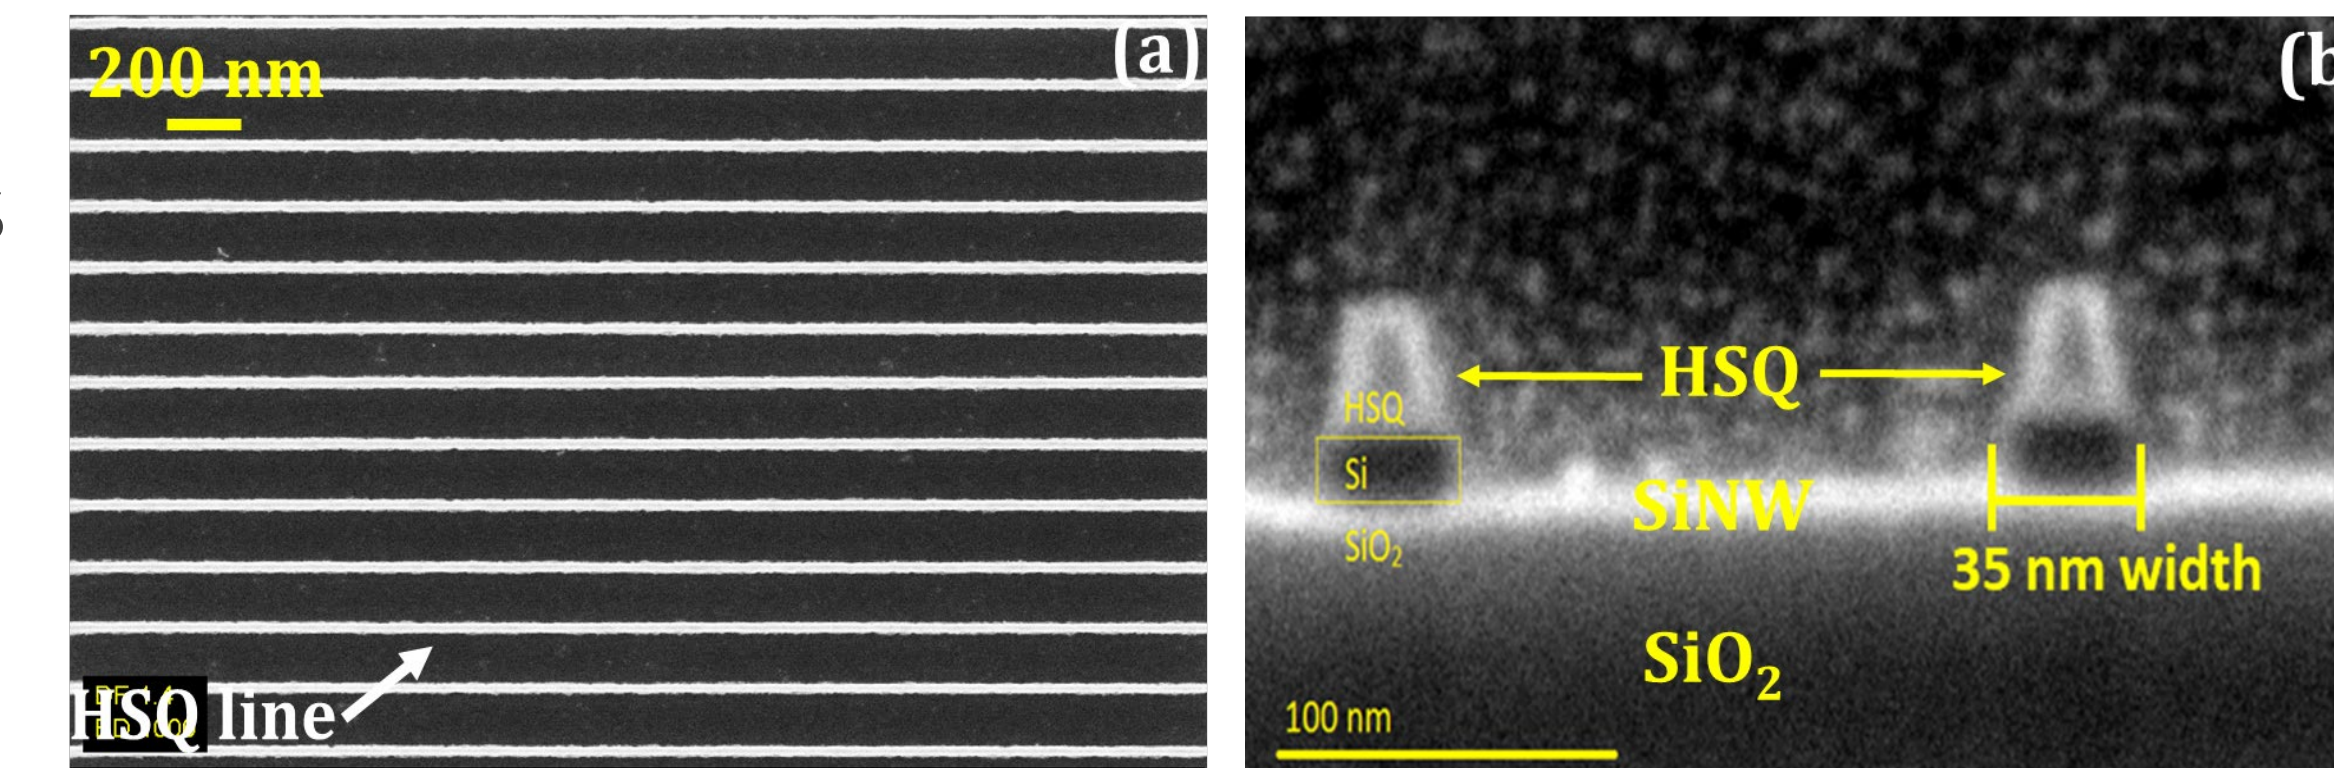 200 nm
(a)
HSQ line
(b
HSQ
HSQ
Si
SiNW
SiO₂
35 nm width
SiO₂
100 nm